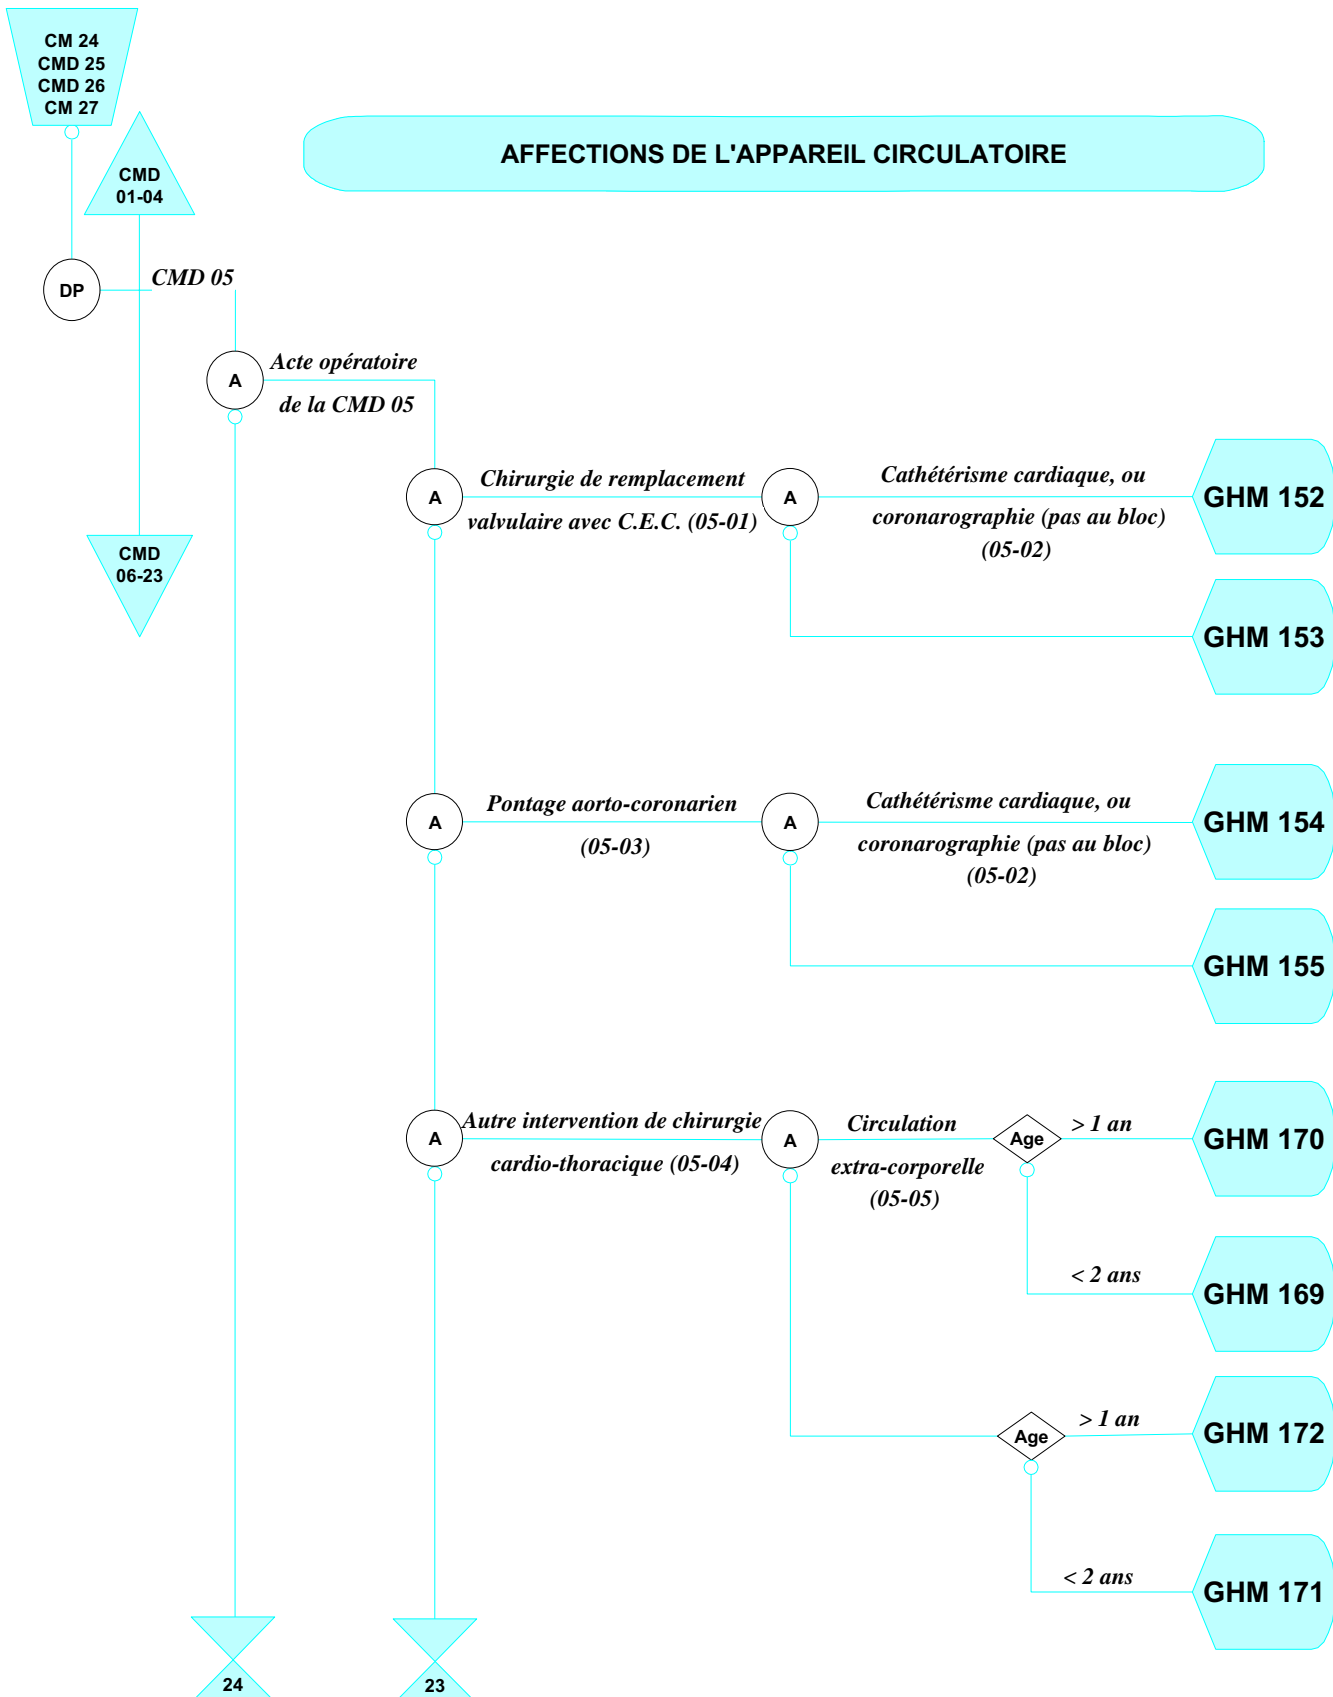 CM 24
CMD 25
CMD 26
CM 27
CMD
01-04
AFFECTIONS DE L'APPAREIL CIRCULATOIRE
DP
CMD 05
A
Acte opératoire
de la CMD 05
CMD
06-23
A
Chirurgie de remplacement
valvulaire avec C.E.C. (05-01)
A
Cathétérisme cardiaque, ou
coronarographie (pas au bloc)
(05-02)
GHM 152
GHM 153
A
Pontage aorto-coronarien
(05-03)
A
Cathétérisme cardiaque, ou
coronarographie (pas au bloc)
(05-02)
GHM 154
GHM 155
A
Autre intervention de chirurgie
cardio-thoracique (05-04)
A
Circulation
extra-corporelle
(05-05)
Age
> 1 an
GHM 170
< 2 ans
GHM 169
Age
> 1 an
GHM 172
< 2 ans
GHM 171
24
23